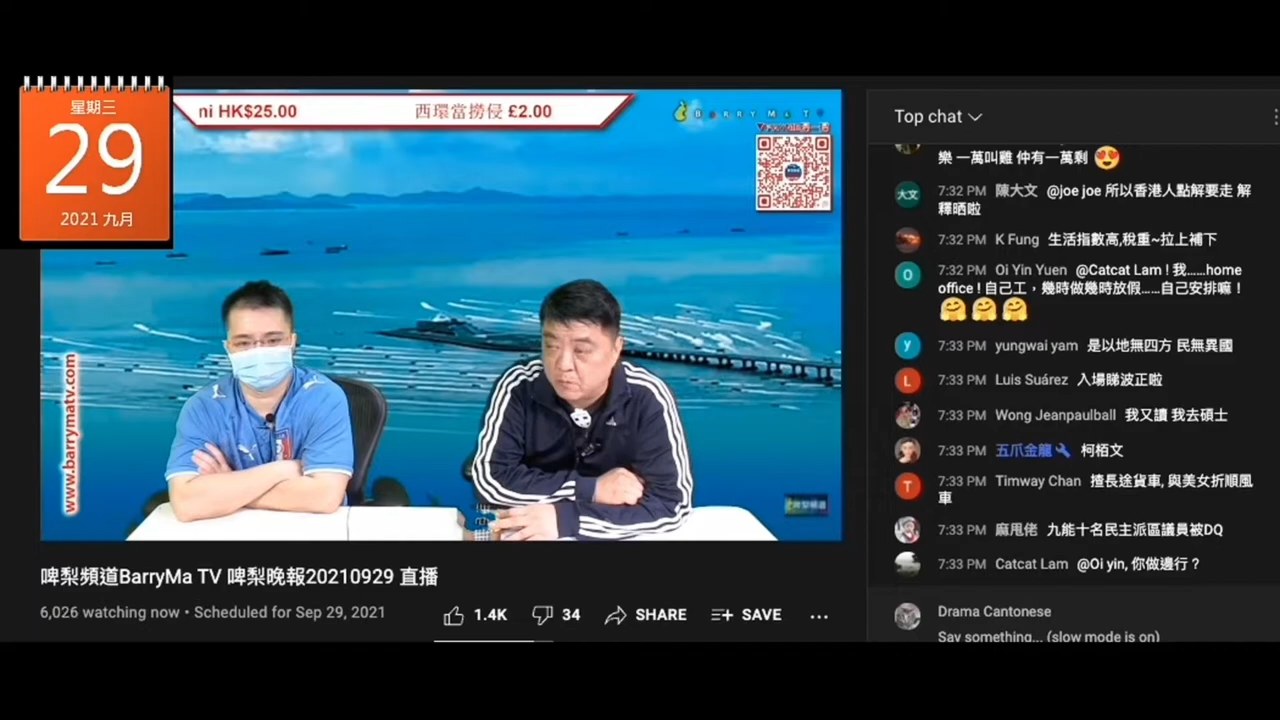 星期三
29
2021 九月
ni HK$25.00
西環當撈侵 £2.00
BARRY MA TV
www.barrymatv.com
啤梨頻道
啤梨頻道BarryMa TV 啤梨晚報20210929 直播
6,026 watching now • Scheduled for Sep 29, 2021
1.4K
34
SHARE
SAVE
Top chat
樂 一萬叫雞 仲有一萬剩 😍
大文
7:32 PM 陳大文 @joe joe 所以香港人點解要走 解
釋晒啦
7:32 PM K Fung 生活指數高,稅重~拉上補下
O
7:32 PM Oi Yin Yuen @Catcat Lam ! 我……home
office ! 自己工，幾時做幾時放假……自己安排嘛！
🤗🤗🤗
y
7:33 PM yungwai yam 是以地無四方 民無異國
L
7:33 PM Luis Suárez 入場睇波正啦
7:33 PM Wong Jeanpaulball 我又讀 我去碩士
7:33 PM 五爪金龍🔧 柯栢文
T
7:33 PM Timway Chan 揸長途貨車, 與美女折順風
車
7:33 PM 麻甩佬 九能十名民主派區議員被DQ
7:33 PM Catcat Lam @Oi yin, 你做邊行？
Drama Cantonese
Say something... (slow mode is on)